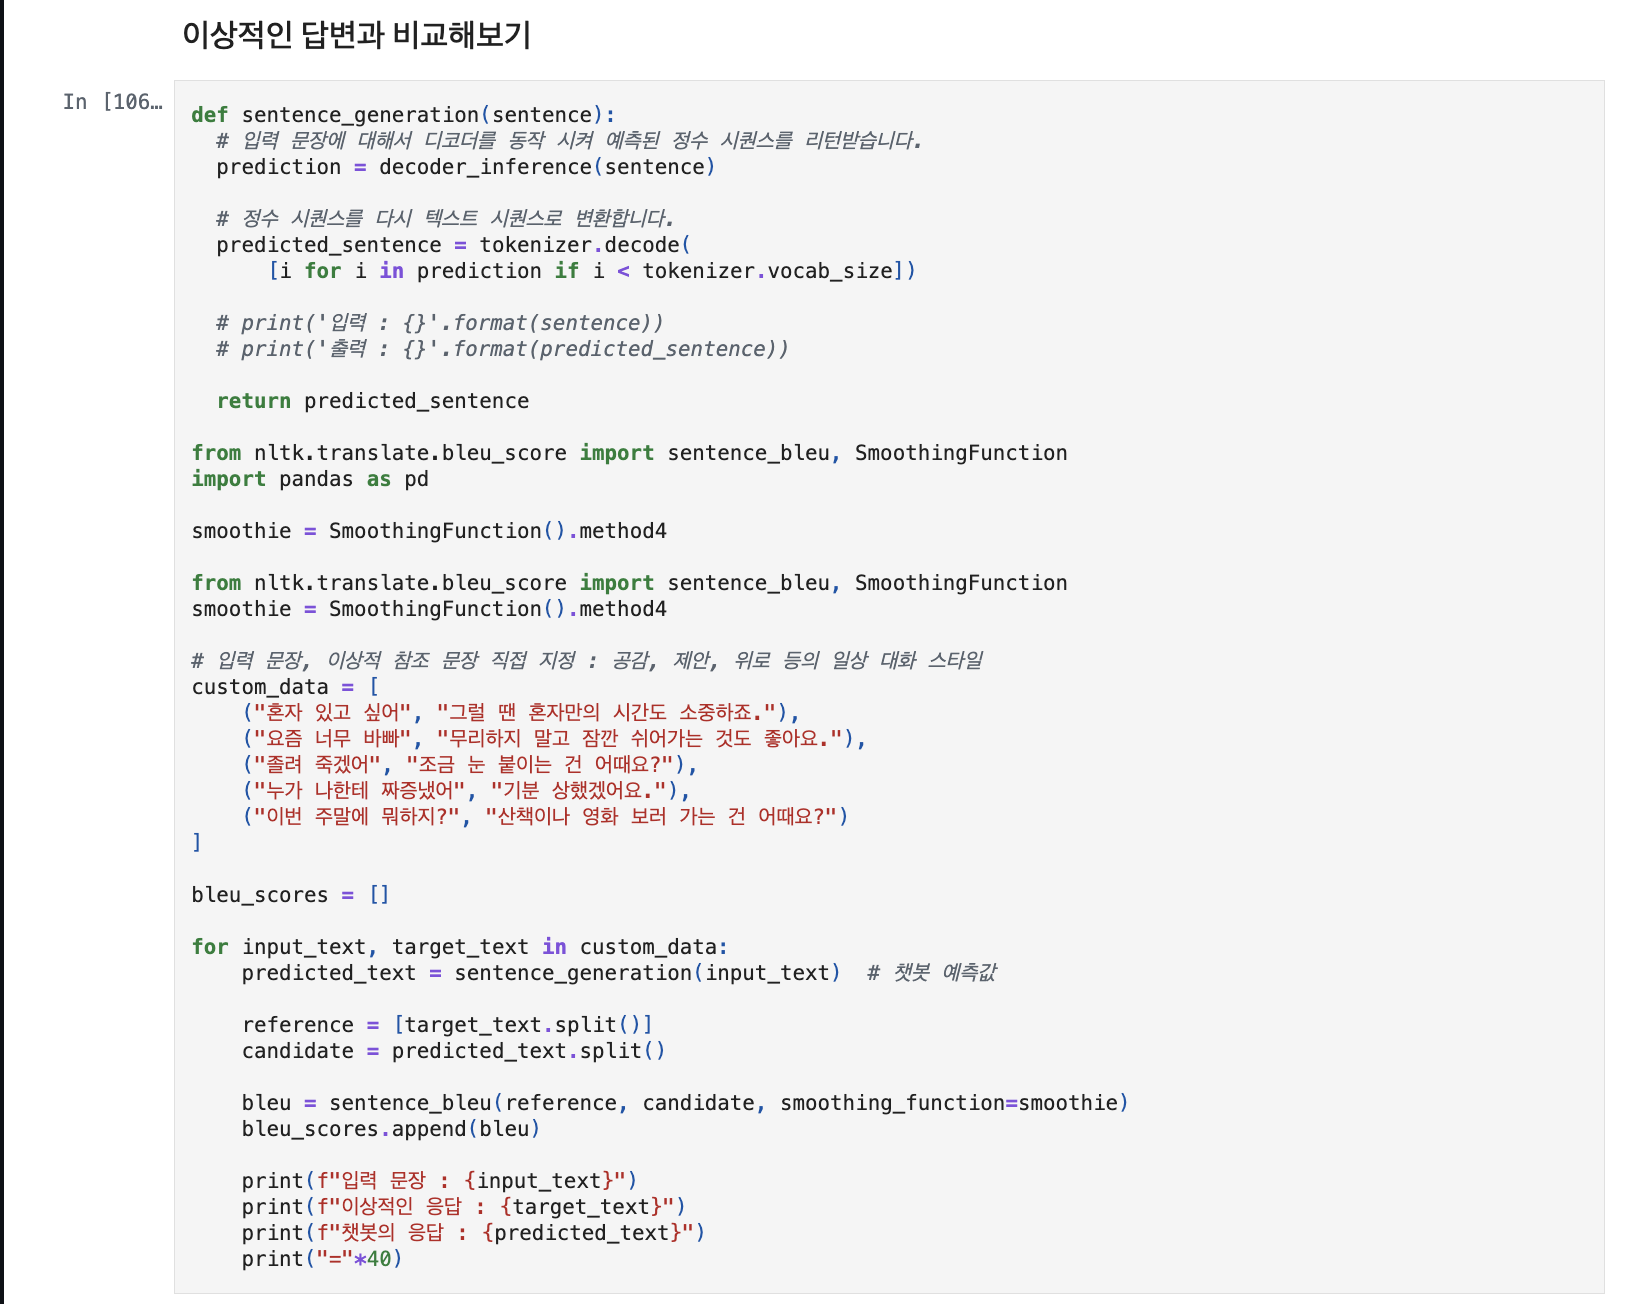 이상적인 답변과 비교해보기
In [106…
def sentence_generation(sentence):
  # 입력 문장에 대해서 디코더를 동작 시켜 예측된 정수 시퀀스를 리턴받습니다.
  prediction = decoder_inference(sentence)

  # 정수 시퀀스를 다시 텍스트 시퀀스로 변환합니다.
  predicted_sentence = tokenizer.decode(
      [i for i in prediction if i < tokenizer.vocab_size])

  # print('입력 : {}'.format(sentence))
  # print('출력 : {}'.format(predicted_sentence))

  return predicted_sentence

from nltk.translate.bleu_score import sentence_bleu, SmoothingFunction
import pandas as pd

smoothie = SmoothingFunction().method4

from nltk.translate.bleu_score import sentence_bleu, SmoothingFunction
smoothie = SmoothingFunction().method4

# 입력 문장, 이상적 참조 문장 직접 지정 : 공감, 제안, 위로 등의 일상 대화 스타일
custom_data = [
    ("혼자 있고 싶어", "그럴 땐 혼자만의 시간도 소중하죠."),
    ("요즘 너무 바빠", "무리하지 말고 잠깐 쉬어가는 것도 좋아요."),
    ("졸려 죽겠어", "조금 눈 붙이는 건 어때요?"),
    ("누가 나한테 짜증냈어", "기분 상했겠어요."),
    ("이번 주말에 뭐하지?", "산책이나 영화 보러 가는 건 어때요?")
]

bleu_scores = []

for input_text, target_text in custom_data:
    predicted_text = sentence_generation(input_text)  # 챗봇 예측값

    reference = [target_text.split()]
    candidate = predicted_text.split()

    bleu = sentence_bleu(reference, candidate, smoothing_function=smoothie)
    bleu_scores.append(bleu)

    print(f"입력 문장 : {input_text}")
    print(f"이상적인 응답 : {target_text}")
    print(f"챗봇의 응답 : {predicted_text}")
    print("="*40)